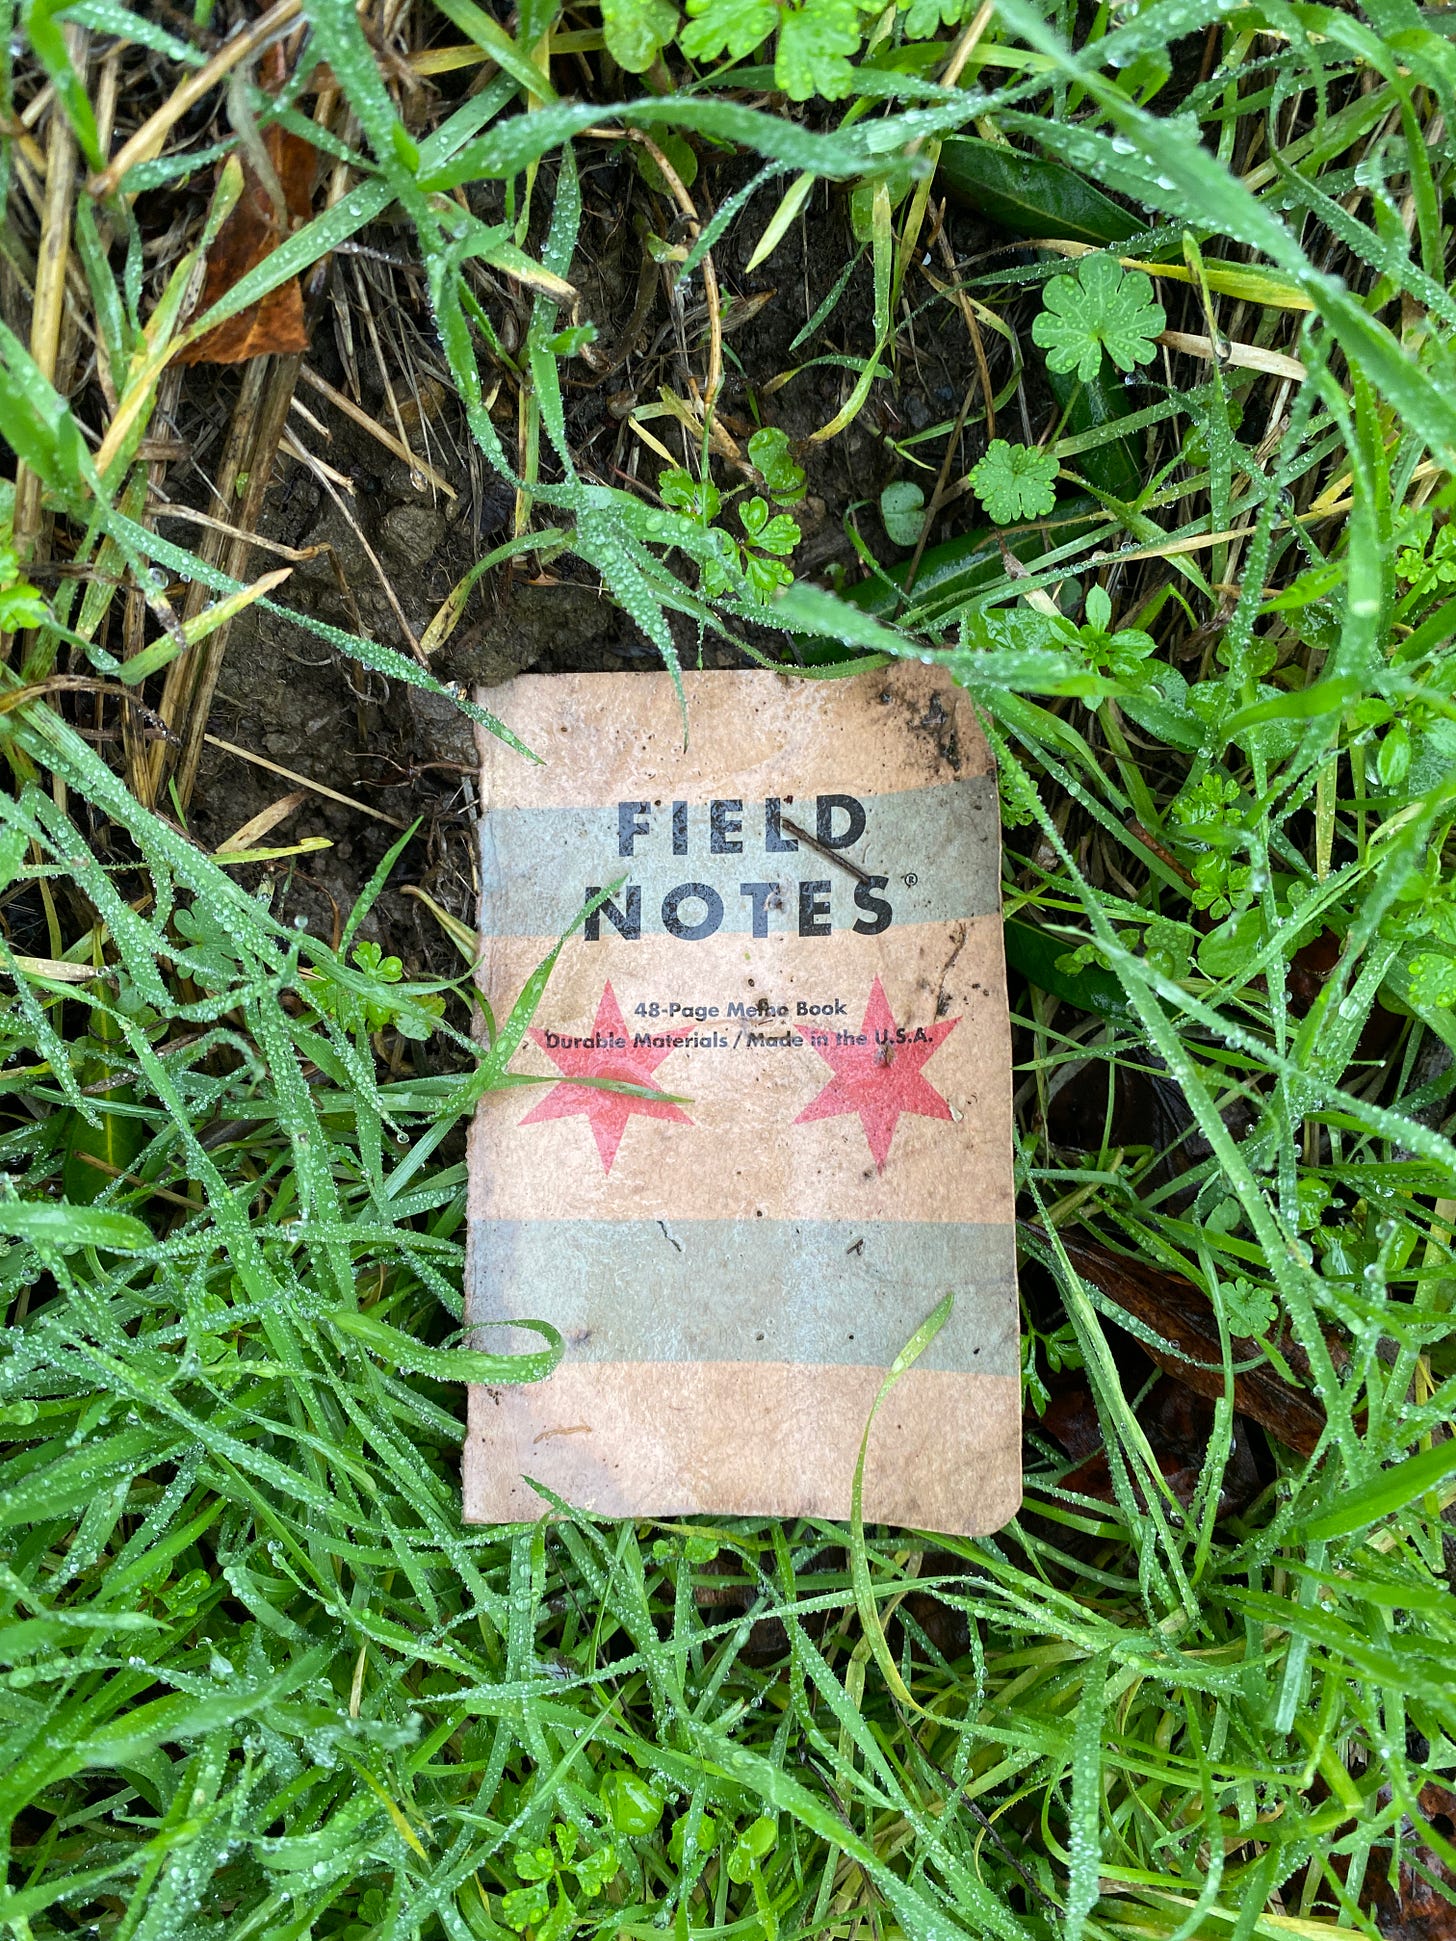 FIELD
NOTES®
48-Page Memo Book
Durable Materials / Made in the U.S.A.